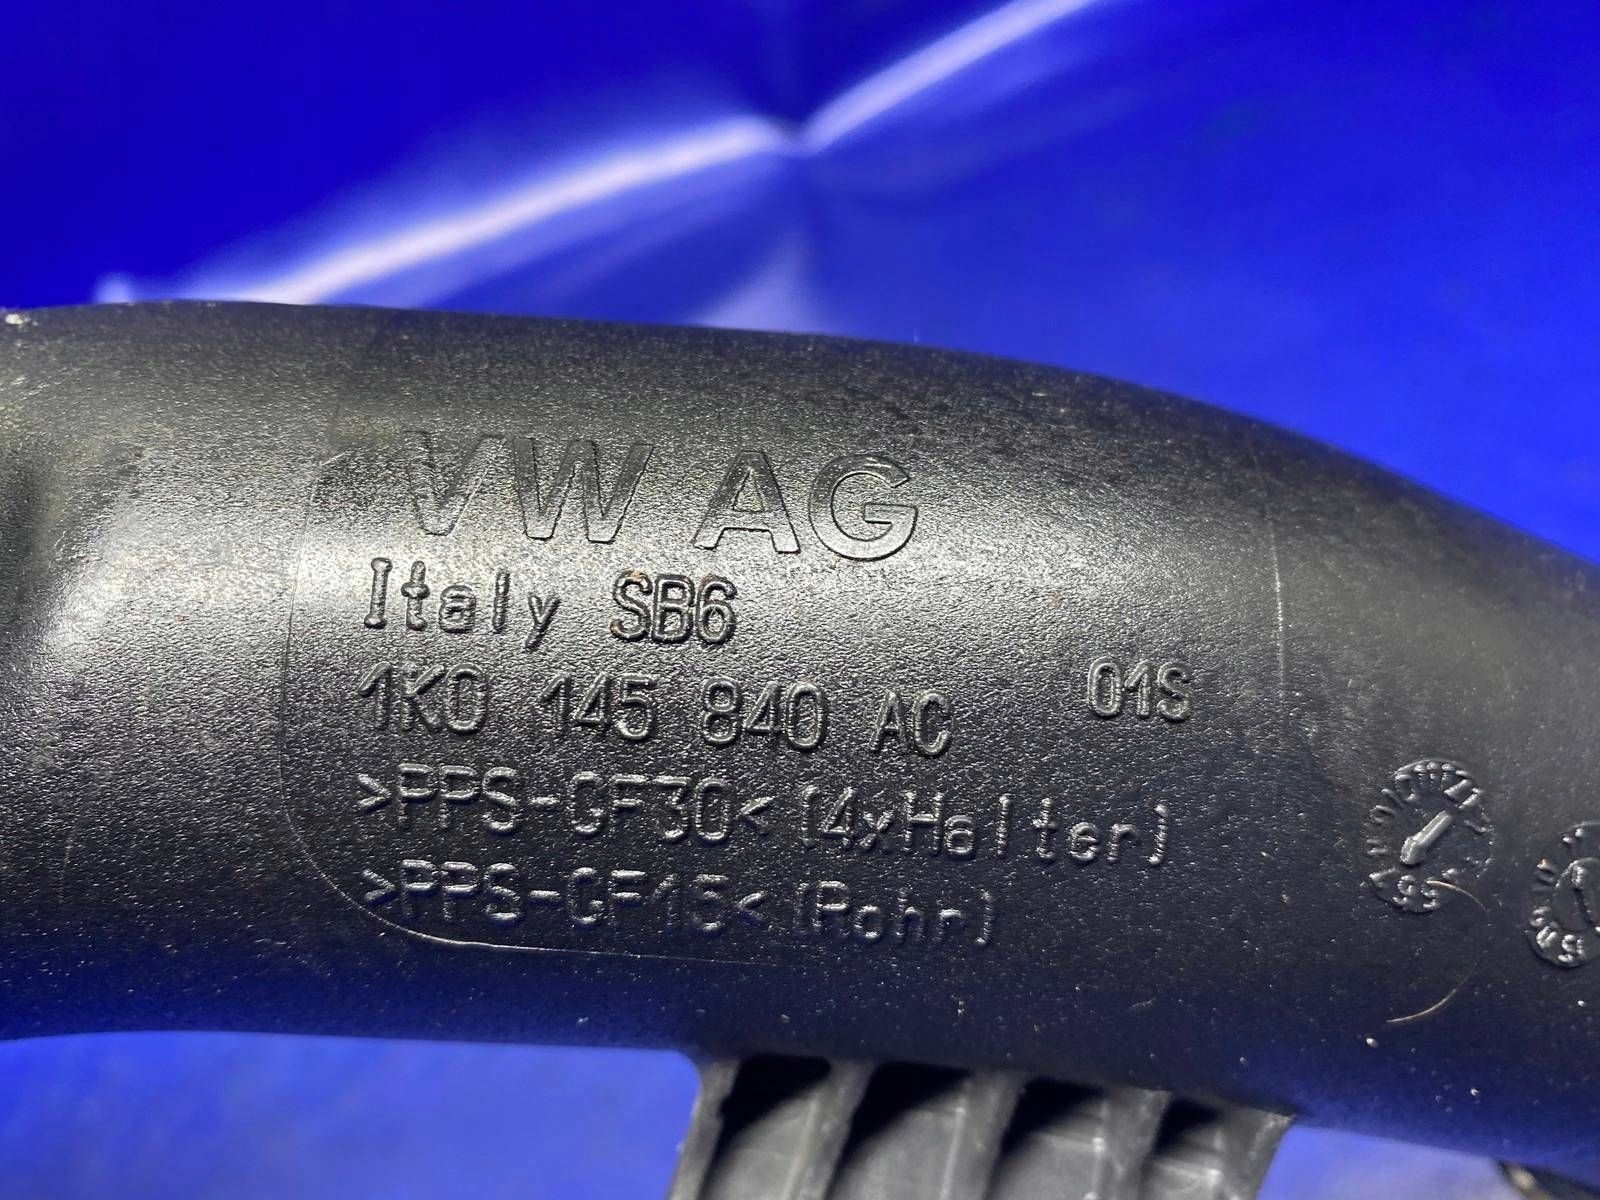 VW AG
Italy SB6
1K0 145 840 AC 01S
>PPS-GF30< (4xHalter)
>PPS-GF15< (Rohr)